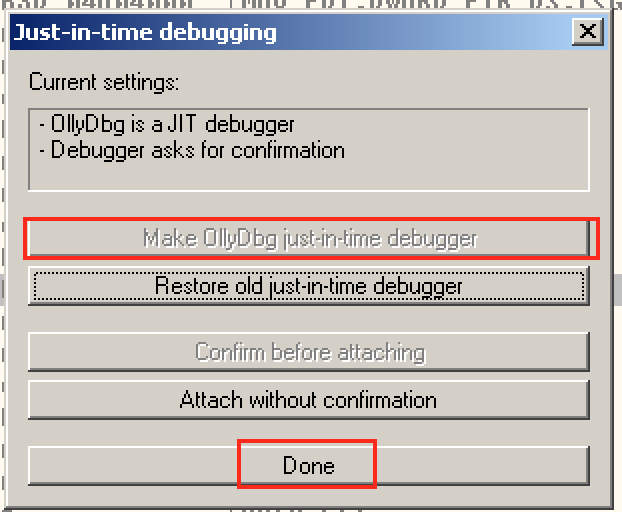 Just-in-time debugging
Current settings:
- OllyDbg is a JIT debugger
- Debugger asks for confirmation
Make OllyDbg just-in-time debugger
Restore old just-in-time debugger
Confirm before attaching
Attach without confirmation
Done